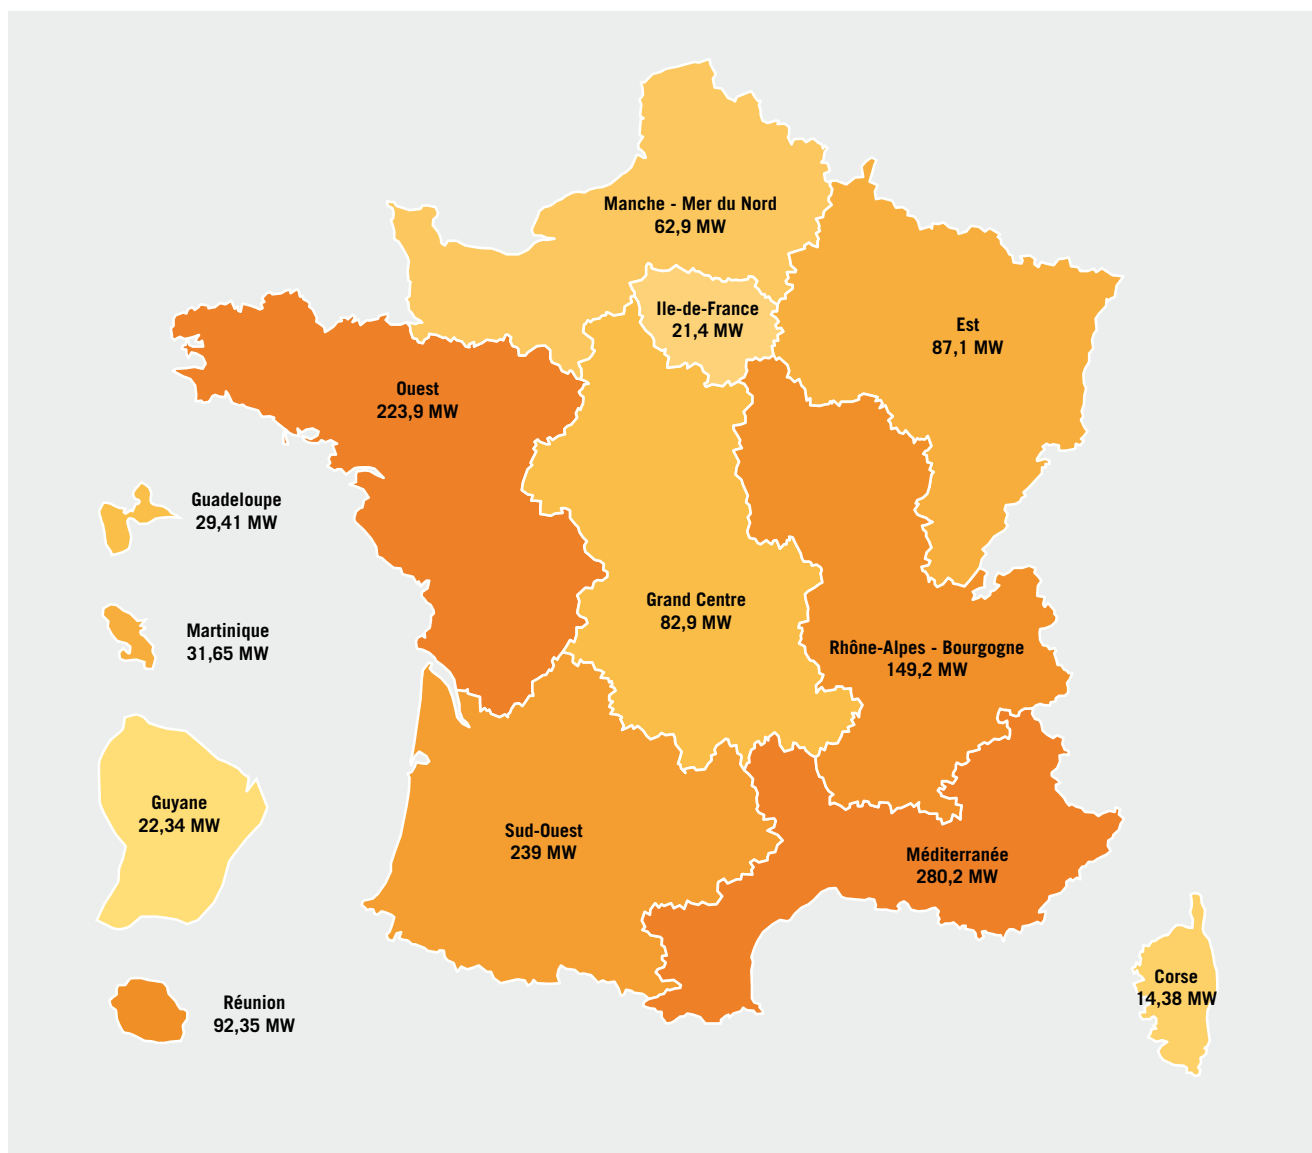 Manche - Mer du Nord
62,9 MW
Ile-de-France
21,4 MW
Est
87,1 MW
Ouest
223,9 MW
Guadeloupe
29,41 MW
Grand Centre
82,9 MW
Martinique
31,65 MW
Rhône-Alpes - Bourgogne
149,2 MW
Guyane
22,34 MW
Sud-Ouest
239 MW
Méditerranée
280,2 MW
Corse
14,38 MW
Réunion
92,35 MW